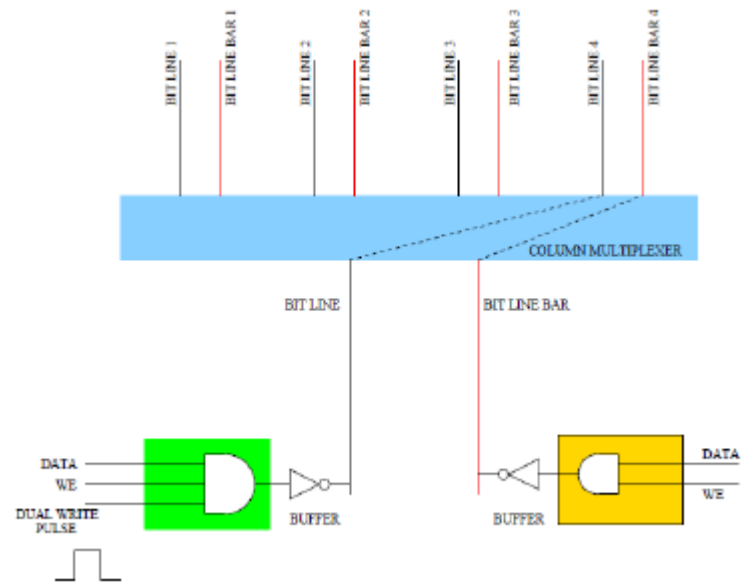 BIT LINE 1
BIT LINE BAR 1
BIT LINE 2
BIT LINE BAR 2
BIT LINE 3
BIT LINE BAR 3
BIT LINE 4
BIT LINE BAR 4
COLUMN MULTIPLEXER
BIT LINE
BIT LINE BAR
DATA
WE
DUAL WRITE
PULSE
BUFFER
BUFFER
DATA
WE